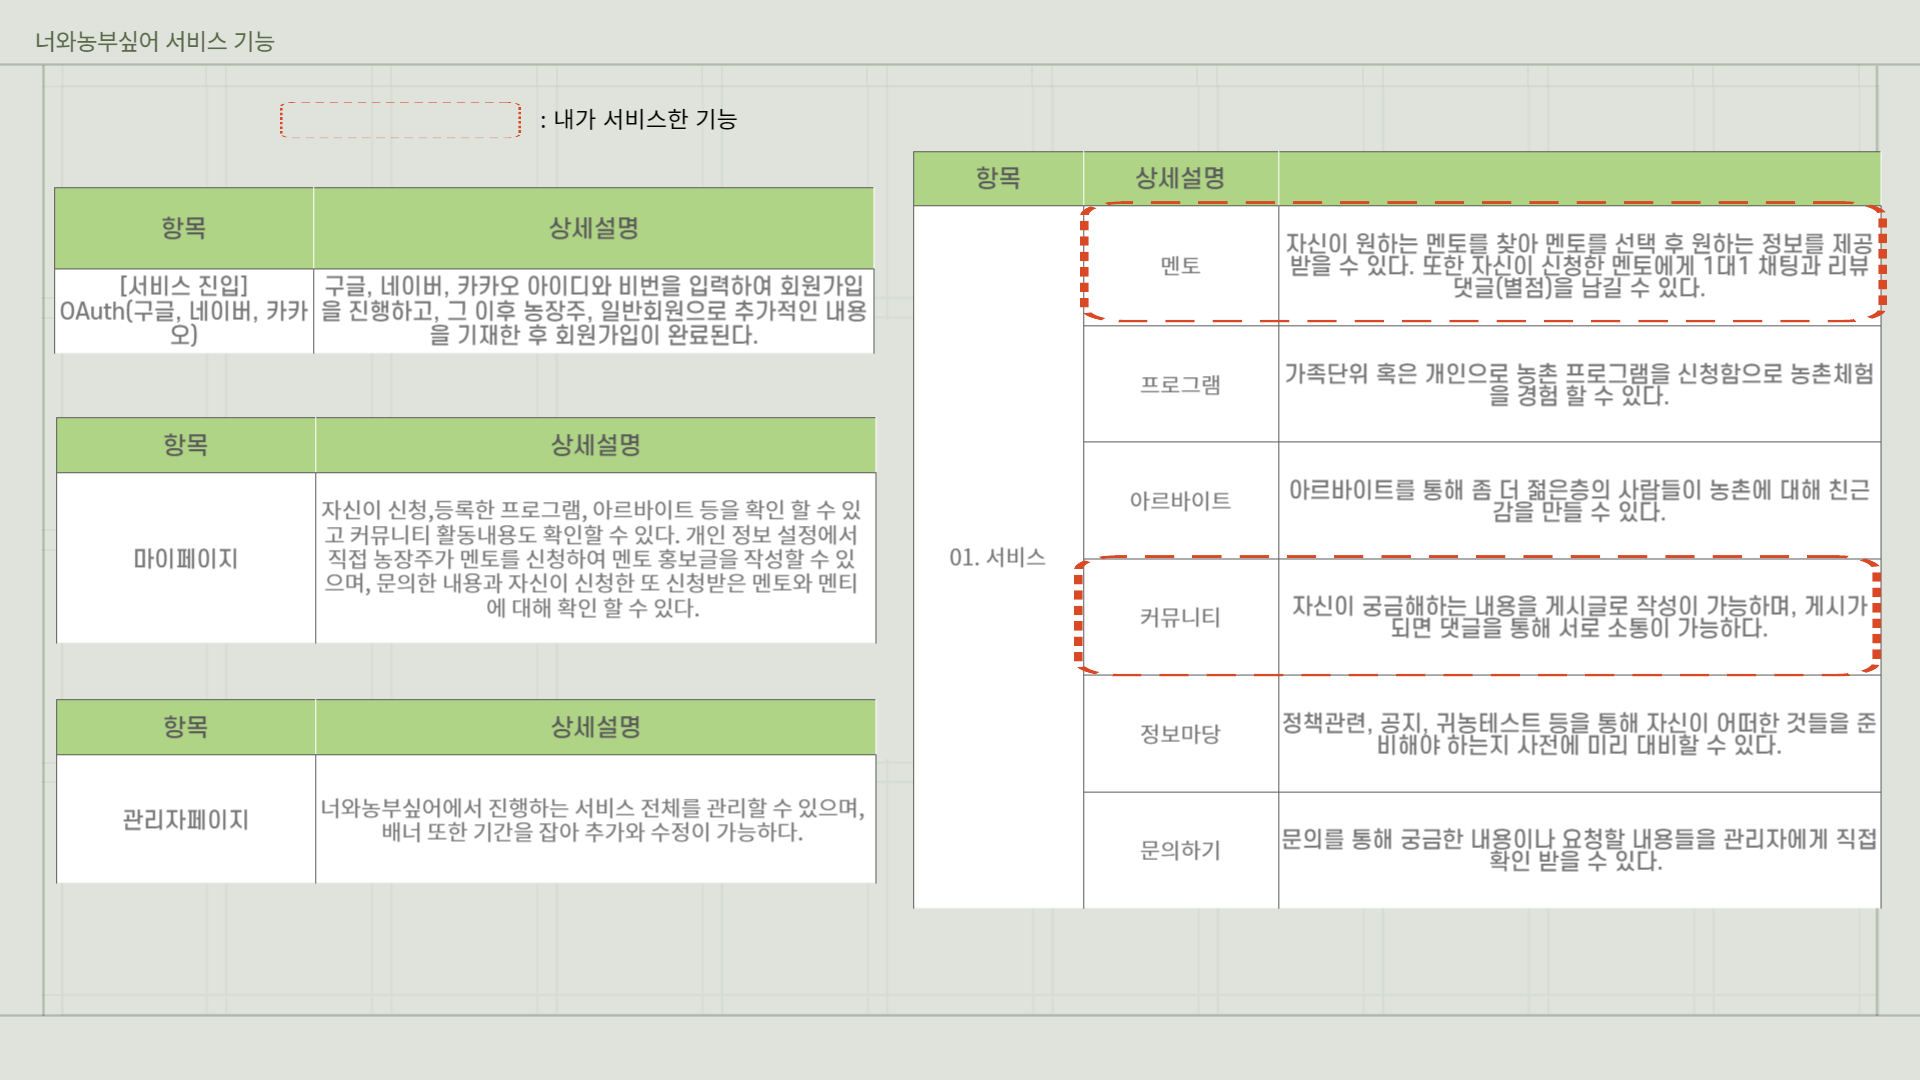 너와농부싶어 서비스 기능
: 내가 서비스한 기능
항목
상세설명
[서비스 진입]
OAuth(구글, 네이버, 카카
오)
구글, 네이버, 카카오 아이디와 비번을 입력하여 회원가입
을 진행하고, 그 이후 농장주, 일반회원으로 추가적인 내용
을 기재한 후 회원가입이 완료된다.
항목
상세설명
마이페이지
자신이 신청,등록한 프로그램, 아르바이트 등을 확인 할 수 있
고 커뮤니티 활동내용도 확인할 수 있다. 개인 정보 설정에서
직접 농장주가 멘토를 신청하여 멘토 홍보글을 작성할 수 있
으며, 문의한 내용과 자신이 신청한 또 신청받은 멘토와 멘티
에 대해 확인 할 수 있다.
항목
상세설명
관리자페이지
너와농부싶어에서 진행하는 서비스 전체를 관리할 수 있으며,
배너 또한 기간을 잡아 추가와 수정이 가능하다.
항목
상세설명
01. 서비스
멘토
자신이 원하는 멘토를 찾아 멘토를 선택 후 원하는 정보를 제공
받을 수 있다. 또한 자신이 신청한 멘토에게 1대1 채팅과 리뷰
댓글(별점)을 남길 수 있다.
프로그램
가족단위 혹은 개인으로 농촌 프로그램을 신청함으로 농촌체험
을 경험 할 수 있다.
아르바이트
아르바이트를 통해 좀 더 젊은층의 사람들이 농촌에 대해 친근
감을 만들 수 있다.
커뮤니티
자신이 궁금해하는 내용을 게시글로 작성이 가능하며, 게시가
되면 댓글을 통해 서로 소통이 가능하다.
정보마당
정책관련, 공지, 귀농테스트 등을 통해 자신이 어떠한 것들을 준
비해야 하는지 사전에 미리 대비할 수 있다.
문의하기
문의를 통해 궁금한 내용이나 요청할 내용들을 관리자에게 직접
확인 받을 수 있다.